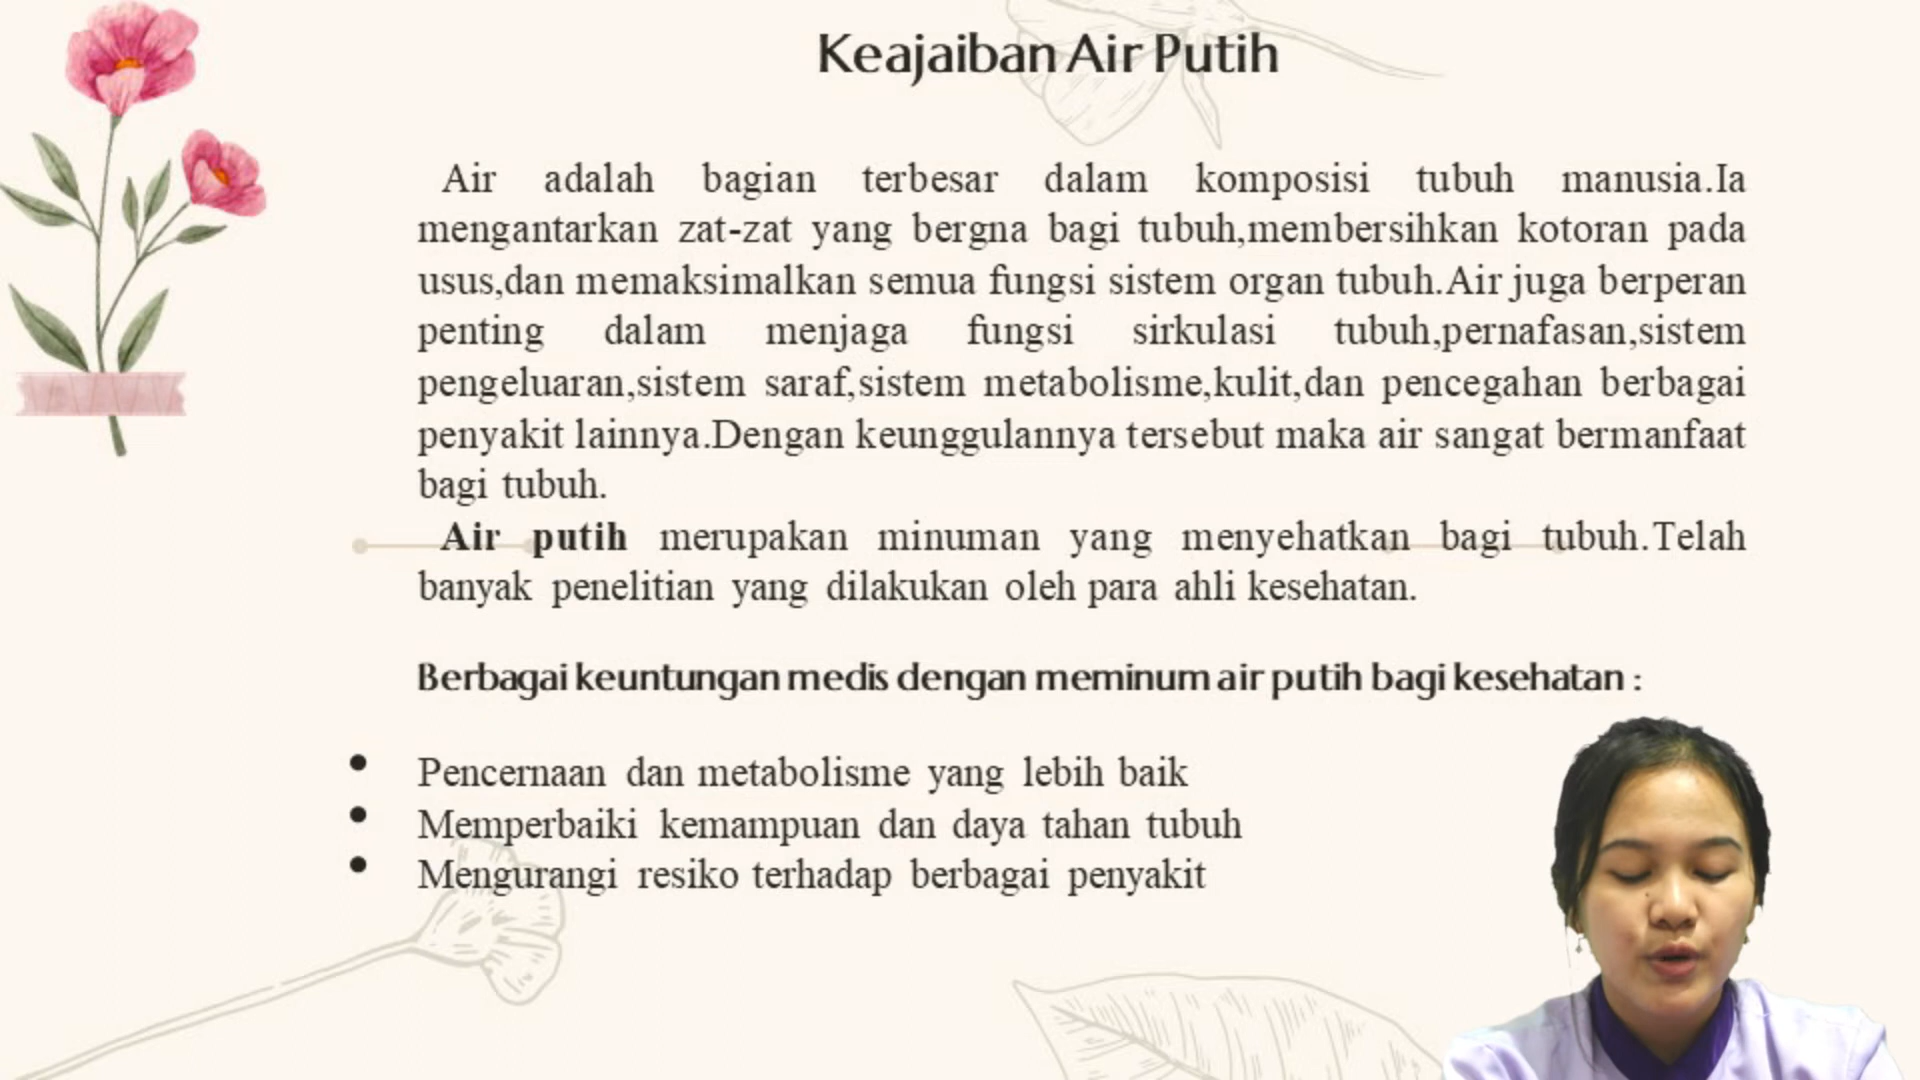 Keajaiban Air Putih
Air adalah bagian terbesar dalam komposisi tubuh manusia.Ia
mengantarkan zat-zat yang bergna bagi tubuh,membersihkan kotoran pada
usus,dan memaksimalkan semua fungsi sistem organ tubuh.Air juga berperan
penting dalam menjaga fungsi sirkulasi tubuh,pernafasan,sistem
pengeluaran,sistem saraf,sistem metabolisme,kulit,dan pencegahan berbagai
penyakit lainnya.Dengan keunggulannya tersebut maka air sangat bermanfaat
bagi tubuh.
Air putih merupakan minuman yang menyehatkan bagi tubuh.Telah
banyak penelitian yang dilakukan oleh para ahli kesehatan.
Berbagai keuntungan medis dengan meminum air putih bagi kesehatan :
• Pencernaan dan metabolisme yang lebih baik
• Memperbaiki kemampuan dan daya tahan tubuh
• Mengurangi resiko terhadap berbagai penyakit